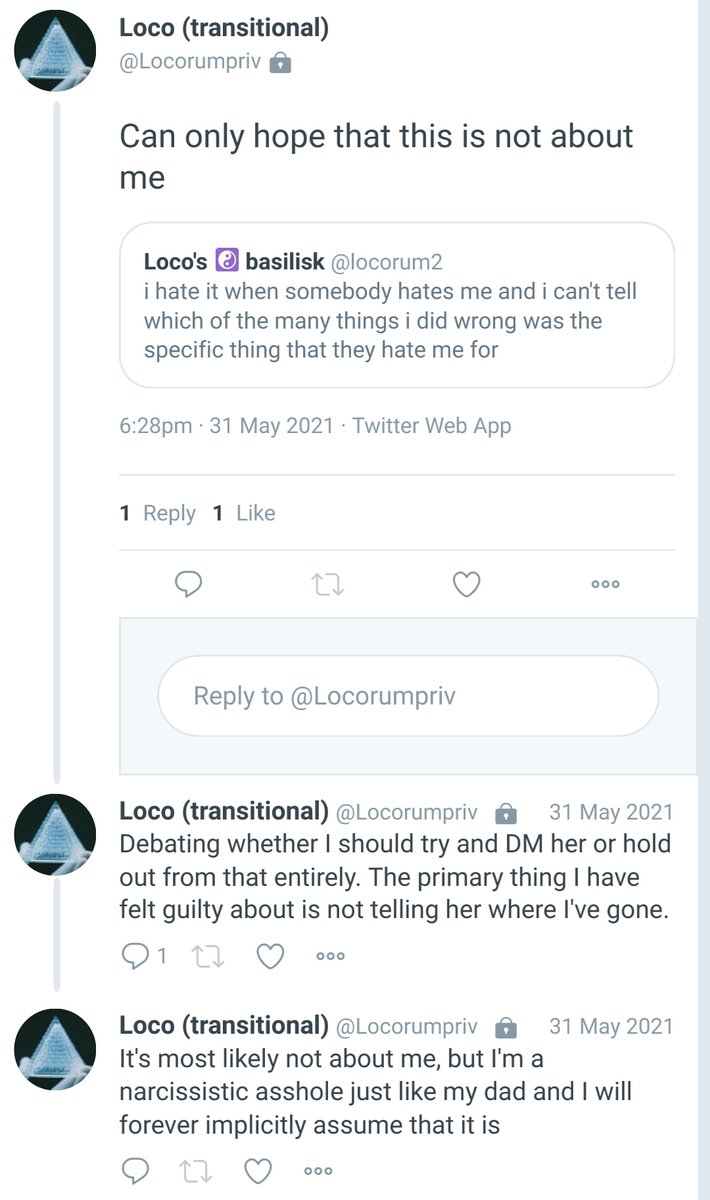 Loco (transitional)
@Locorumpriv
Can only hope that this is not about
me
Loco's ☯ basilisk @locorum2
i hate it when somebody hates me and i can't tell
which of the many things i did wrong was the
specific thing that they hate me for
6:28pm · 31 May 2021 · Twitter Web App
1 Reply 1 Like
Reply to @Locorumpriv
Loco (transitional) @Locorumpriv 31 May 2021
Debating whether I should try and DM her or hold
out from that entirely. The primary thing I have
felt guilty about is not telling her where I've gone.
1
Loco (transitional) @Locorumpriv 31 May 2021
It's most likely not about me, but I'm a
narcissistic asshole just like my dad and I will
forever implicitly assume that it is